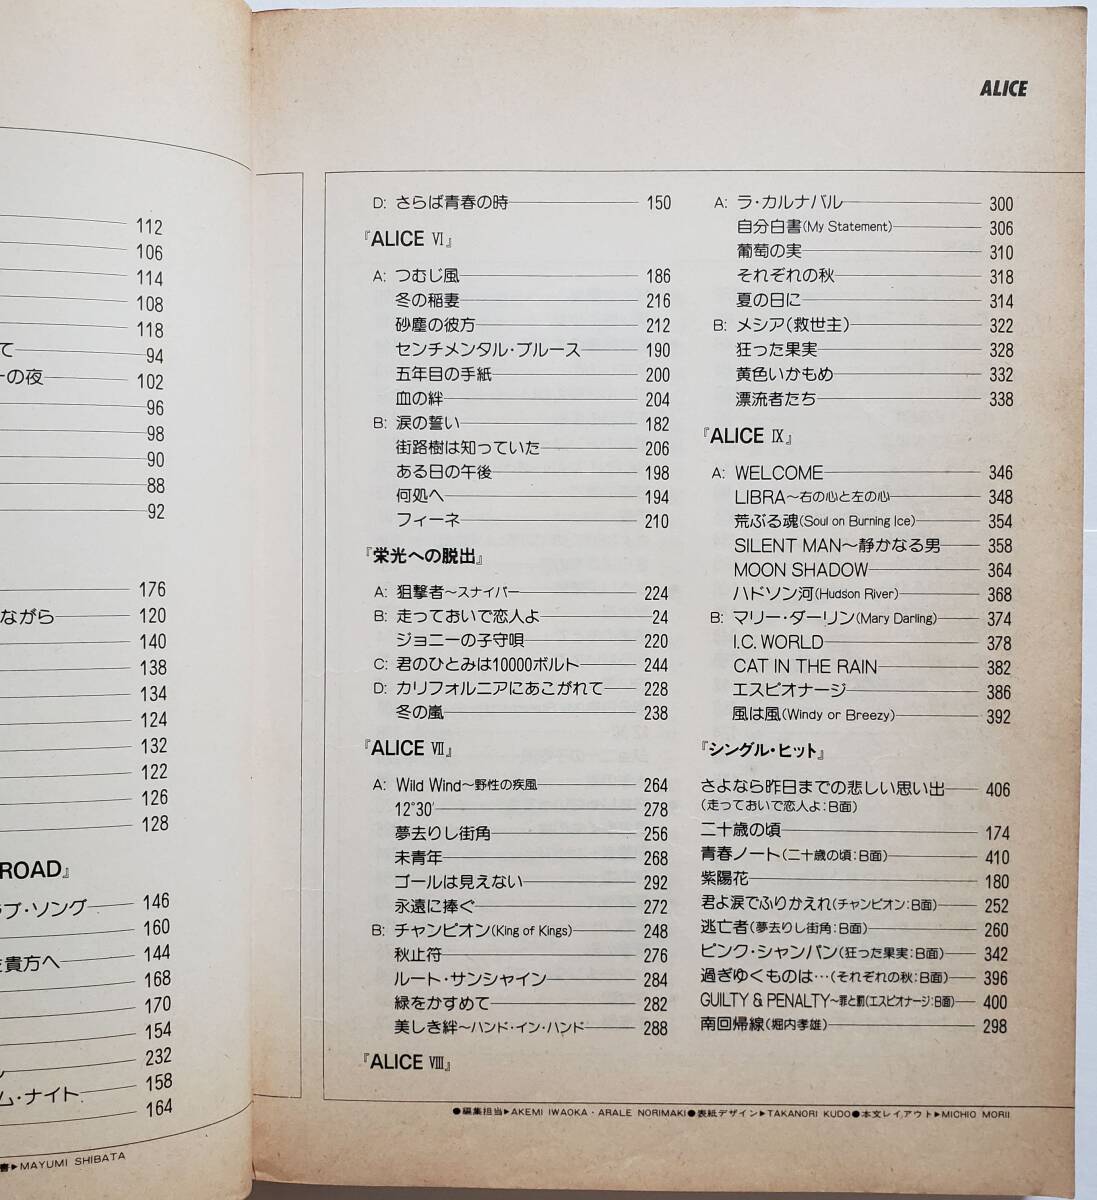 112
106
114
108
118
て 94
ーの夜 102
96
98
90
88
92
176
ながら 120
140
138
134
124
132
122
126
128
ROAD』
ブ・ソング 146
160
貴方へ 144
168
170
154
232
ム・ナイト 158
164
書▶MAYUMI SHIBATA
ALICE
D: さらば青春の時 150
『ALICE Ⅵ』
A: つむじ風 186
冬の稲妻 216
砂塵の彼方 212
センチメンタル・ブルース 190
五年目の手紙 200
血の絆 204
B: 涙の誓い 182
街路樹は知っていた 206
ある日の午後 198
何処へ 194
フィーネ 210
『栄光への脱出』
A: 狙撃者～スナイパー 224
B: 走っておいで恋人よ 24
ジョニーの子守唄 220
C: 君のひとみは10000ボルト 244
D: カリフォルニアにあこがれて 228
冬の嵐 238
『ALICE Ⅶ』
A: Wild Wind～野性の疾風 264
12°30′ 278
夢去りし街角 256
未青年 268
ゴールは見えない 292
永遠に捧ぐ 272
B: チャンピオン(King of Kings) 248
秋止符 276
ルート・サンシャイン 284
緑をかすめて 282
美しき絆～ハンド・イン・ハンド 288
『ALICE Ⅷ』
A: ラ・カルナバル 300
自分白書(My Statement) 306
葡萄の実 310
それぞれの秋 318
夏の日に 314
B: メシア(救世主) 322
狂った果実 328
黄色いかもめ 332
漂流者たち 338
『ALICE Ⅸ』
A: WELCOME 346
LIBRA～右の心と左の心 348
荒ぶる魂(Soul on Burning Ice) 354
SILENT MAN～静かなる男 358
MOON SHADOW 364
ハドソン河(Hudson River) 368
B: マリー・ダーリン(Mary Darling) 374
I.C. WORLD 378
CAT IN THE RAIN 382
エスピオナージ 386
風は風(Windy or Breezy) 392
『シングル・ヒット』
さよなら昨日までの悲しい思い出 406
(走っておいで恋人よ:B面)
二十歳の頃 174
青春ノート(二十歳の頃:B面) 410
紫陽花 180
君よ涙でふりかえれ(チャンピオン:B面) 252
逃亡者(夢去りし街角:B面) 260
ピンク・シャンパン(狂った果実:B面) 342
過ぎゆくものは…(それぞれの秋:B面) 396
GUILTY & PENALTY～罪と罰(エスピオナージ:B面) 400
南回帰線(堀内孝雄) 298
●編集担当▶AKEMI IWAOKA・ARALE NORIMAKI●表紙デザイン▶TAKANORI KUDO●本文レイアウト▶MICHIO MORII